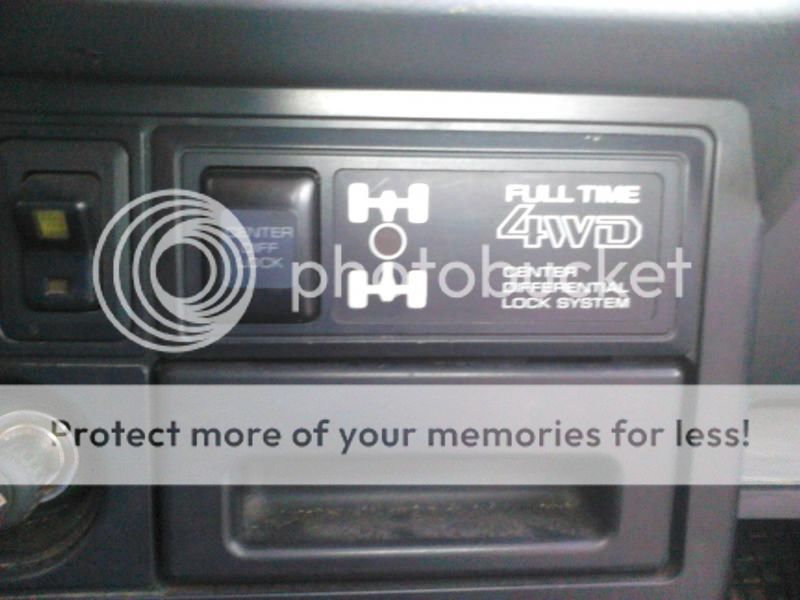 CENTER
DIFF
LOCK
FULL TIME
4WD
CENTER
DIFFERENTIAL
LOCK SYSTEM
photobucket
Protect more of your memories for less!